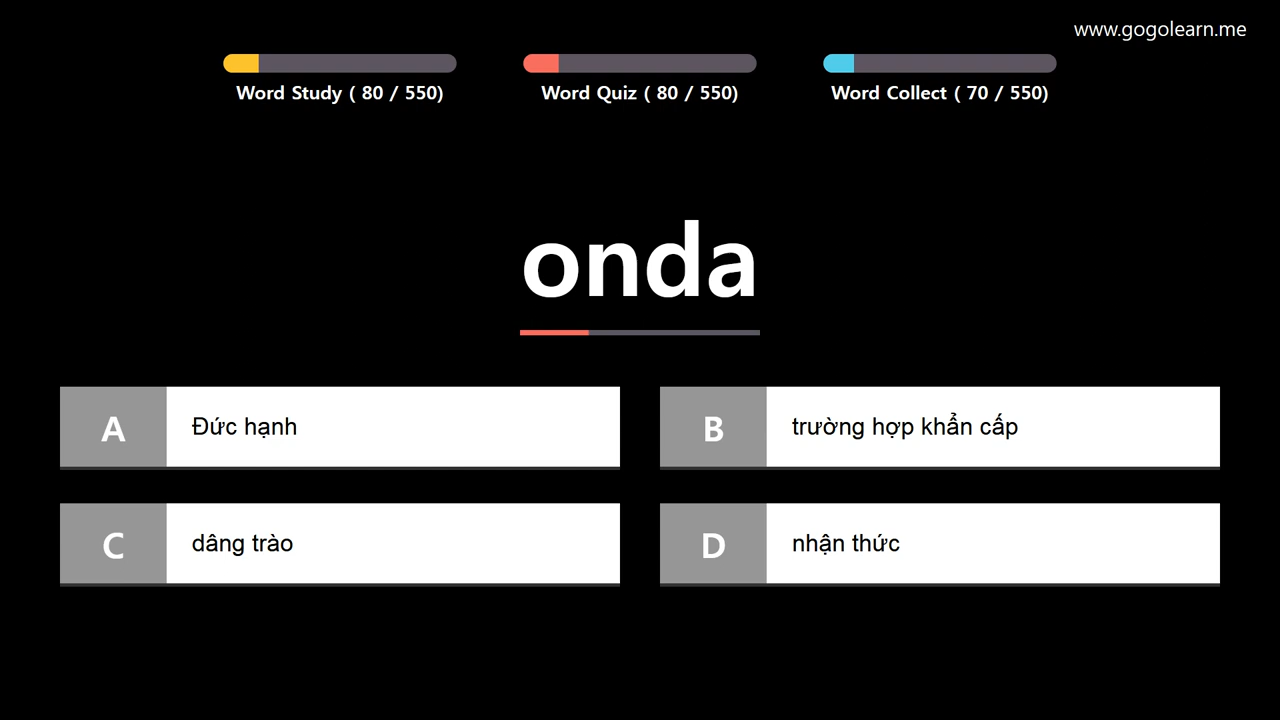 www.gogolearn.me
Word Study ( 80 / 550)
Word Quiz ( 80 / 550)
Word Collect ( 70 / 550)
onda
A
Đức hạnh
B
trường hợp khẩn cấp
C
dâng trào
D
nhận thức